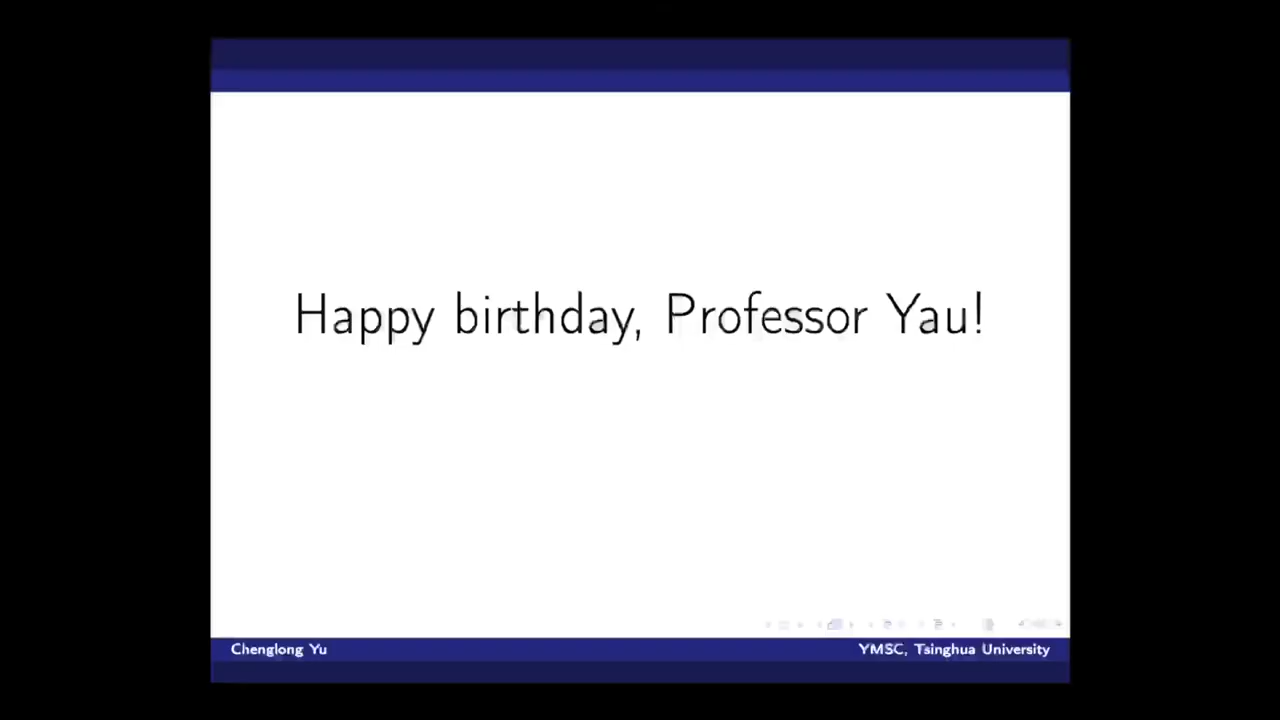 Happy birthday, Professor Yau!
Chenglong Yu
YMSC, Tsinghua University